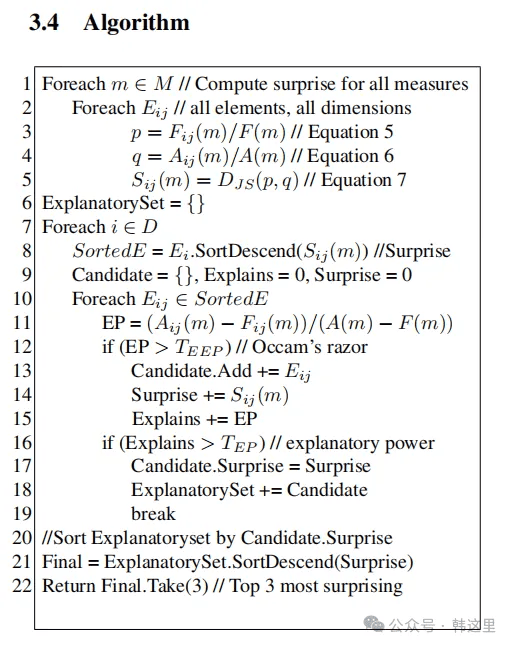 3.4 Algorithm
1 Foreach m ∈ M // Compute surprise for all measures
2 Foreach E_{ij} // all elements, all dimensions
3 p = F_{ij}(m)/F(m) // Equation 5
4 q = A_{ij}(m)/A(m) // Equation 6
5 S_{ij}(m) = D_{JS}(p, q) // Equation 7
6 ExplanatorySet = {}
7 Foreach i ∈ D
8 SortedE = E_i.SortDescend(S_{ij}(m)) //Surprise
9 Candidate = {}, Explains = 0, Surprise = 0
10 Foreach E_{ij} ∈ SortedE
11 EP = (A_{ij}(m) − F_{ij}(m))/(A(m) − F(m))
12 if (EP > T_{EEP}) // Occam's razor
13 Candidate.Add += E_{ij}
14 Surprise += S_{ij}(m)
15 Explains += EP
16 if (Explains > T_{EP}) // explanatory power
17 Candidate.Surprise = Surprise
18 ExplanatorySet += Candidate
19 break
20 //Sort Explanatoryset by Candidate.Surprise
21 Final = ExplanatorySet.SortDescend(Surprise)
22 Return Final.Take(3) // Top 3 most surprising
公众号 · 韩这里